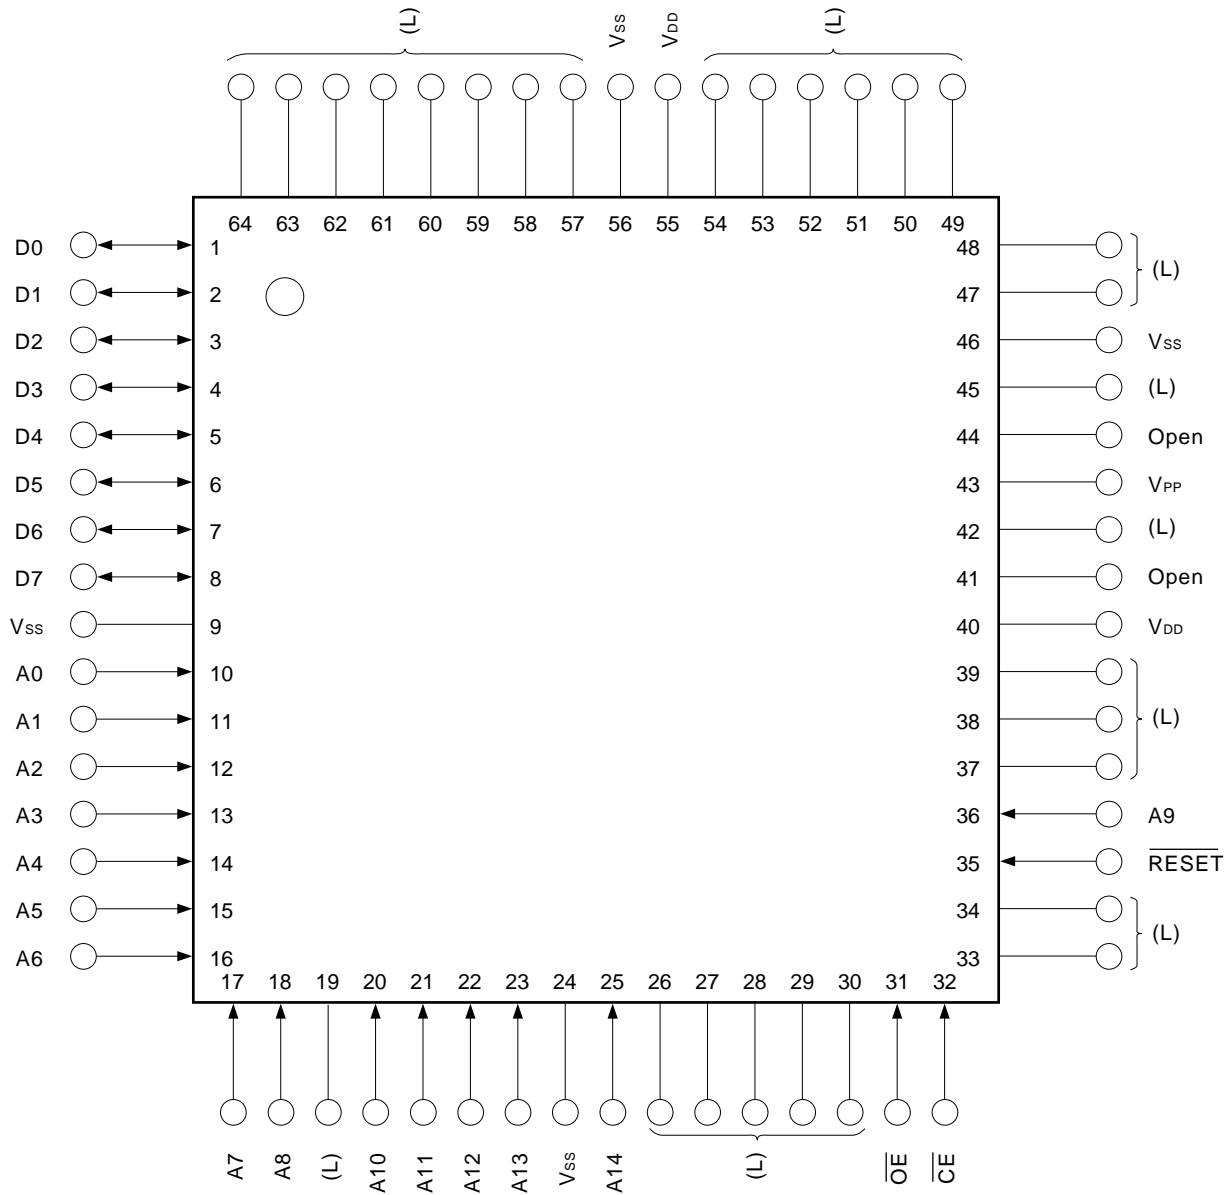 (L) VSS VDD (L)
64 63 62 61 60 59 58 57 56 55 54 53 52 51 50 49
D0 1 48
(L)
D1 2 47
D2 3 46 VSS
D3 4 45 (L)
D4 5 44 Open
D5 6 43 VPP
D6 7 42 (L)
D7 8 41 Open
VSS 9 40 VDD
A0 10 39
A1 11 38 (L)
A2 12 37
A3 13 36 A9
A4 14 35 RESET
A5 15 34
(L)
A6 16 33
17 18 19 20 21 22 23 24 25 26 27 28 29 30 31 32
A7 A8 (L) A10 A11 A12 A13 VSS A14 (L) OE CE